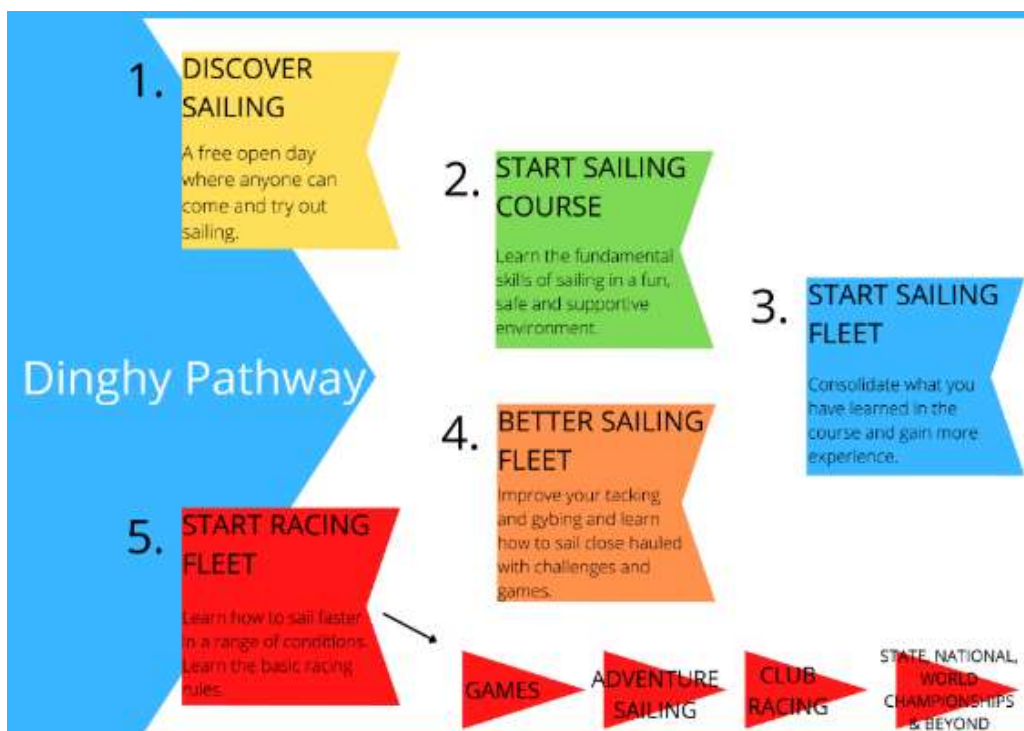 Dinghy Pathway
1.
DISCOVER
SAILING
A free open day
where anyone can
come and try out
sailing.
2.
START SAILING
COURSE
Learn the fundamental
skills of sailing in a fun,
safe and supportive
environment.
3.
START SAILING
FLEET
Consolidate what you
have learned in the
course and gain more
experience.
4.
BETTER SAILING
FLEET
Improve your tacking
and gybing and learn
how to sail close hauled
with challenges and
games.
5.
START RACING
FLEET
Learn how to sail faster
in a range of conditions.
Learn the basic racing
rules.
GAMES
ADVENTURE
SAILING
CLUB
RACING
STATE, NATIONAL,
WORLD
CHAMPIONSHIPS
& BEYOND